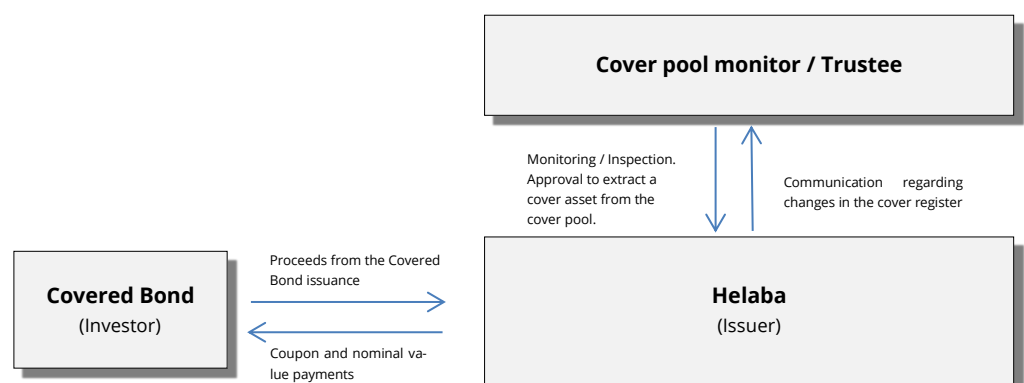 Cover pool monitor / Trustee
Monitoring / Inspection.
Approval to extract a
cover asset from the
cover pool.
Communication regarding
changes in the cover register
Proceeds from the Covered
Bond issuance
Covered Bond
(Investor)
Helaba
(Issuer)
Coupon and nominal va-
lue payments